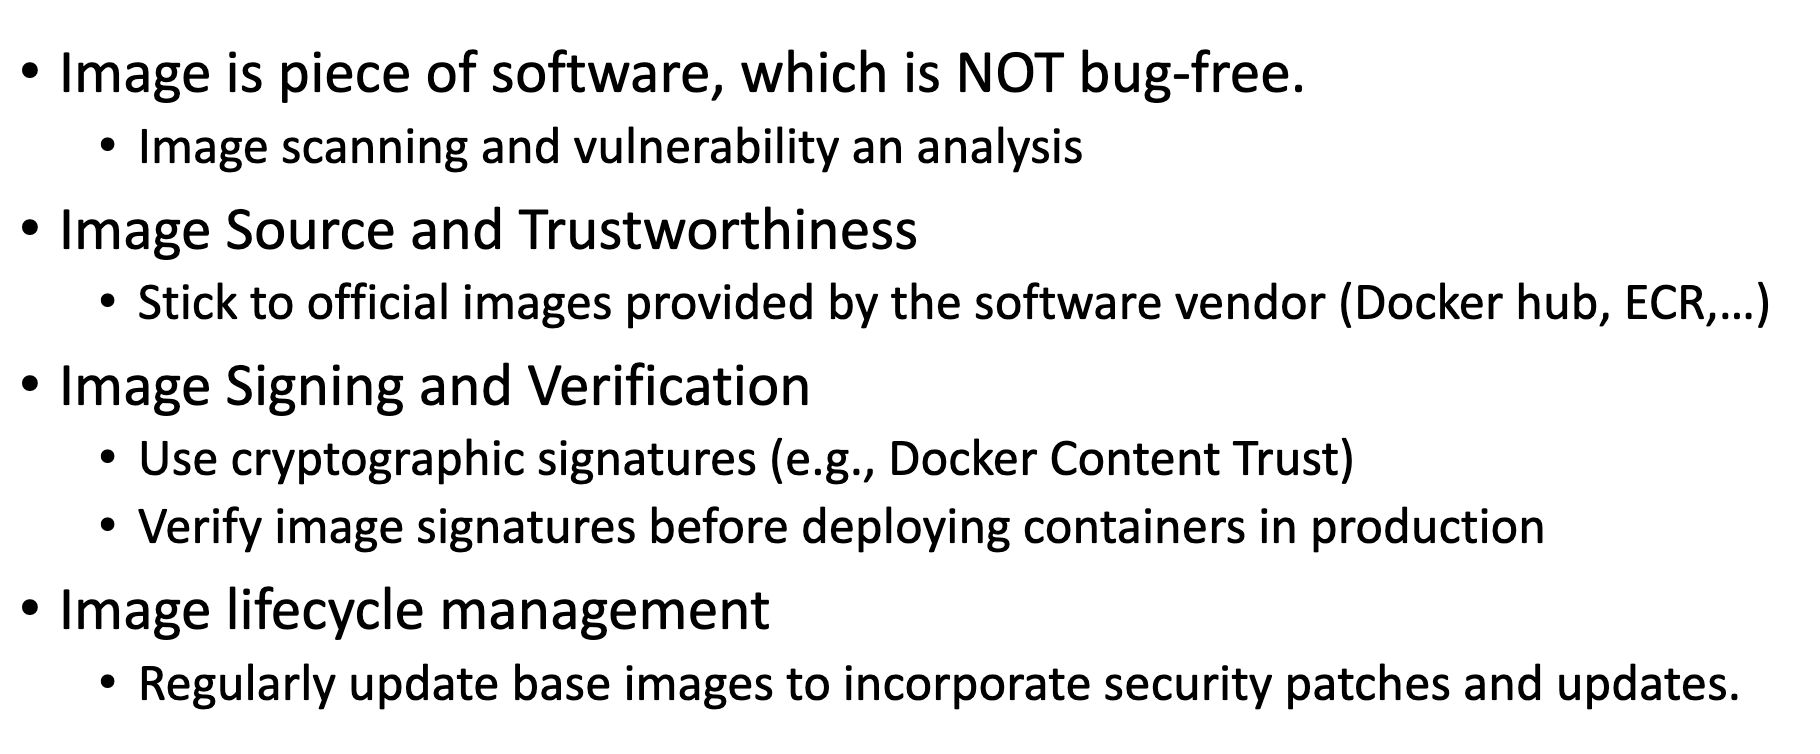 • Image is piece of software, which is NOT bug-free.
• Image scanning and vulnerability an analysis
• Image Source and Trustworthiness
• Stick to official images provided by the software vendor (Docker hub, ECR,...)
• Image Signing and Verification
• Use cryptographic signatures (e.g., Docker Content Trust)
• Verify image signatures before deploying containers in production
• Image lifecycle management
• Regularly update base images to incorporate security patches and updates.